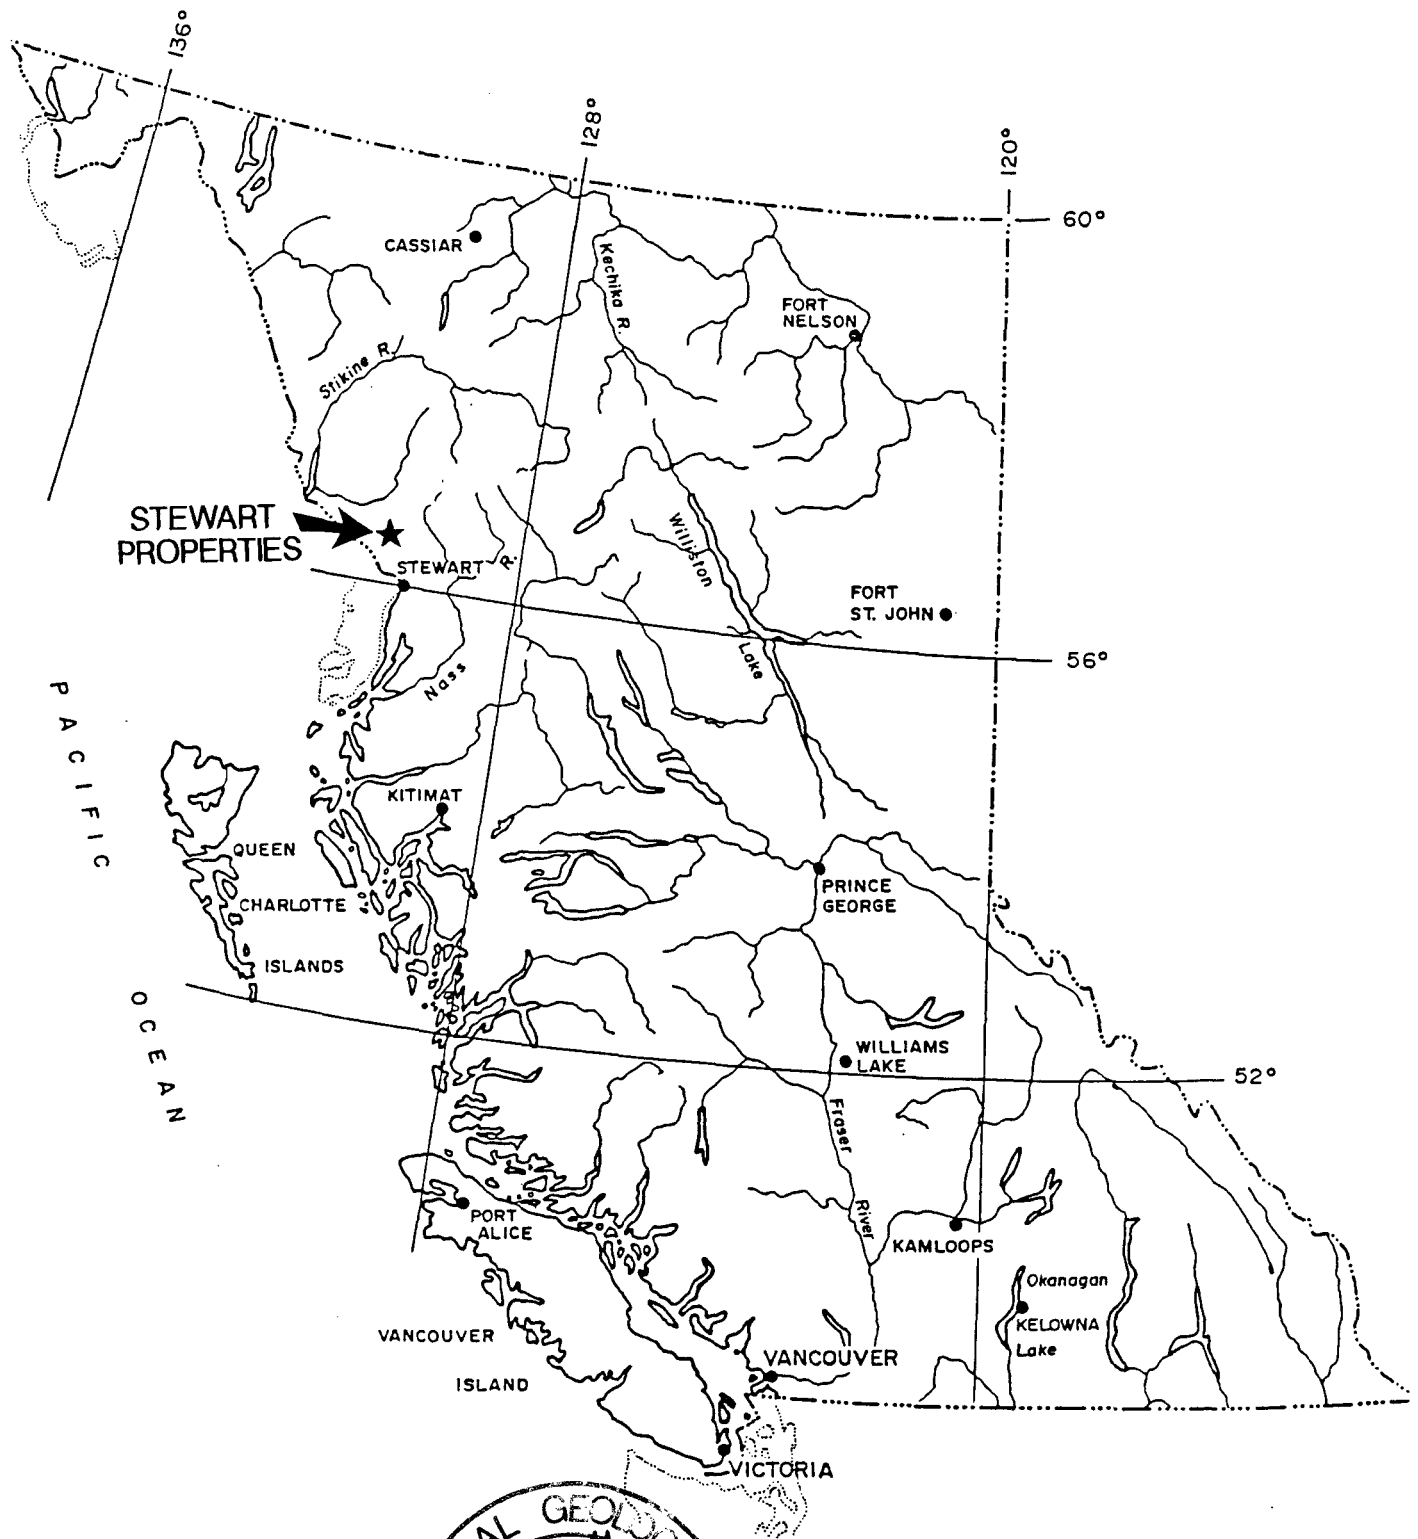 136°
128°
120°
60°
CASSIAR
Kechika R.
FORT
NELSON
Stikine R.
STEWART
PROPERTIES
STEWART
R.
Williston
FORT
ST. JOHN
Lake
56°
Nass
PACIFIC
KITIMAT
QUEEN
CHARLOTTE
ISLANDS
PRINCE
GEORGE
OCEAN
WILLIAMS
LAKE
52°
Fraser
River
PORT
ALICE
KAMLOOPS
Okanagan
KELOWNA
Lake
VANCOUVER
ISLAND
VANCOUVER
VICTORIA